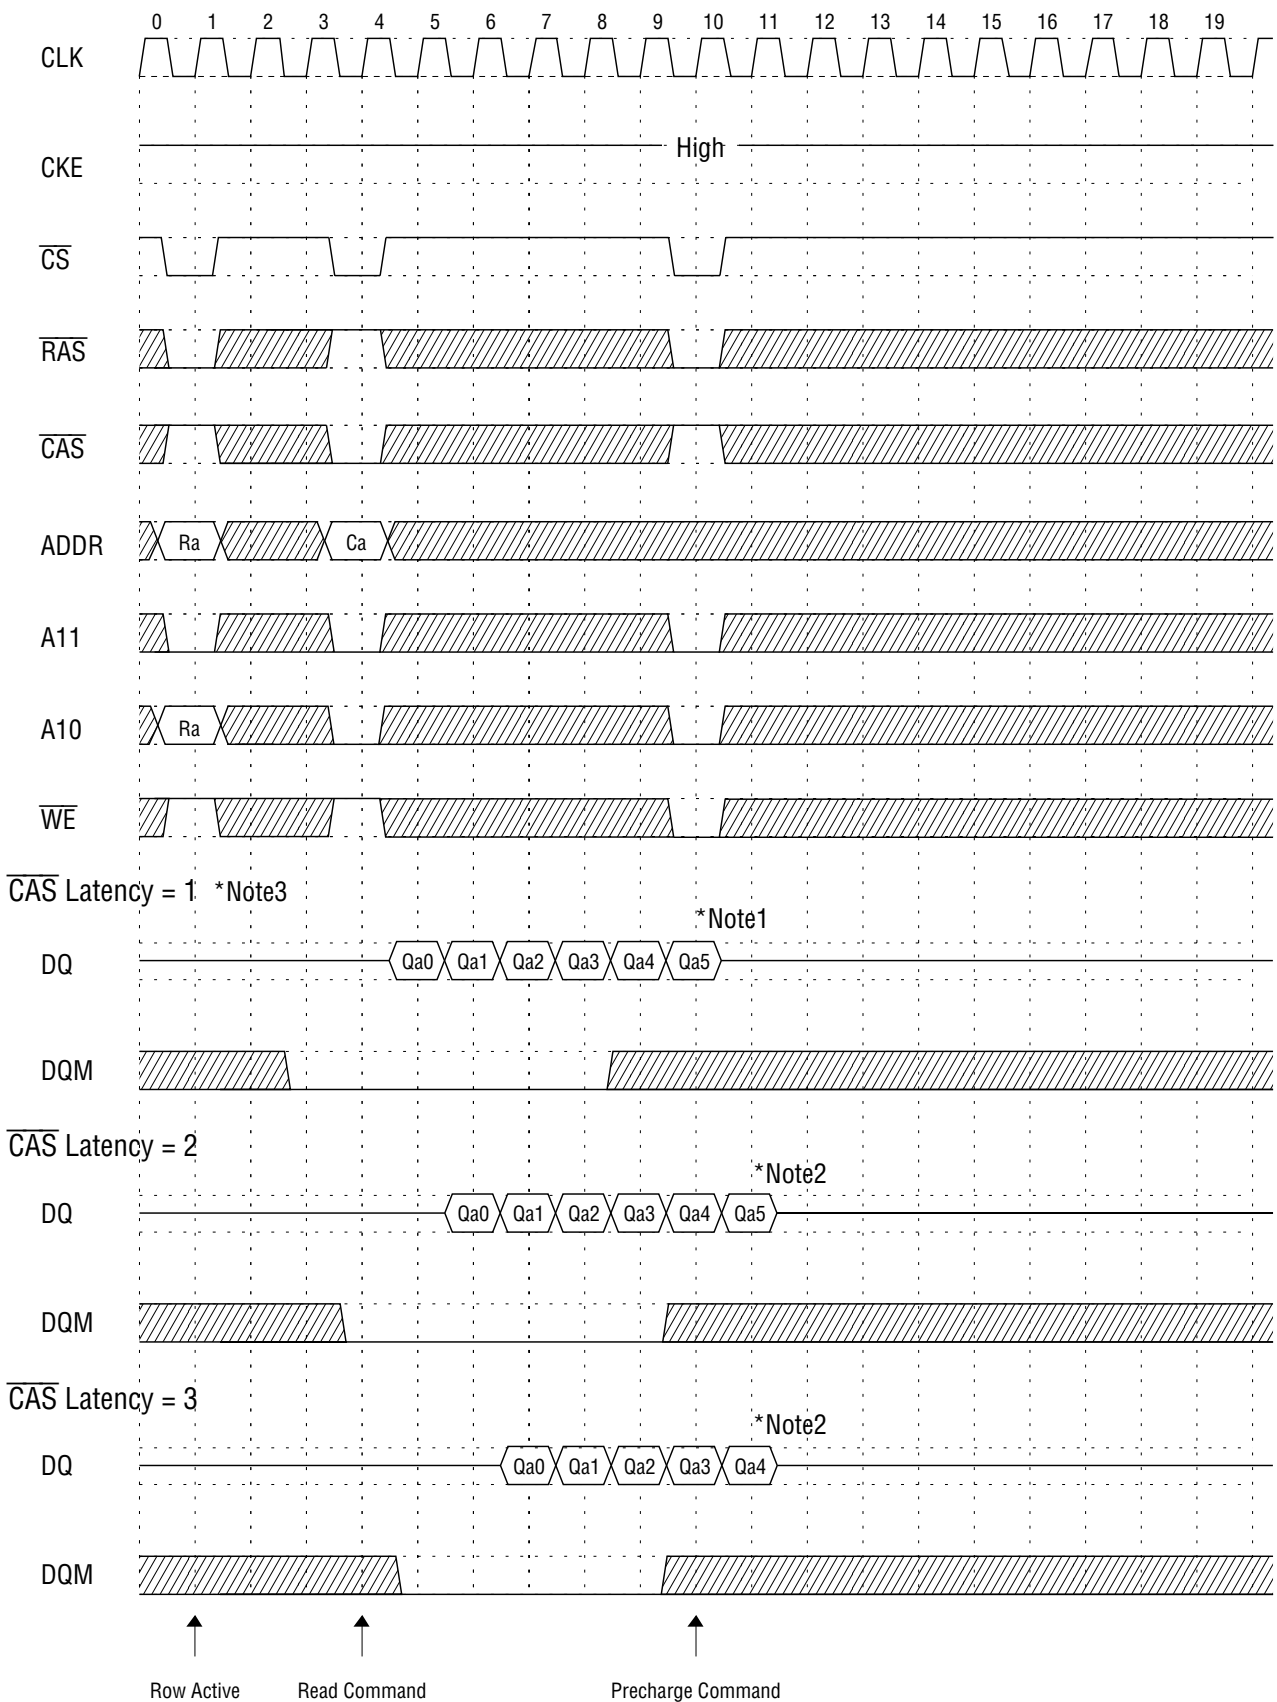 0 1 2 3 4 5 6 7 8 9 10 11 12 13 14 15 16 17 18 19
CLK
CKE High
CS
RAS
CAS
ADDR Ra Ca
A11
A10 Ra
WE
CAS Latency = 1 *Note3
*Note1
DQ Qa0 Qa1 Qa2 Qa3 Qa4 Qa5
DQM
CAS Latency = 2
*Note2
DQ Qa0 Qa1 Qa2 Qa3 Qa4 Qa5
DQM
CAS Latency = 3
*Note2
DQ Qa0 Qa1 Qa2 Qa3 Qa4
DQM
Row Active Read Command Precharge Command